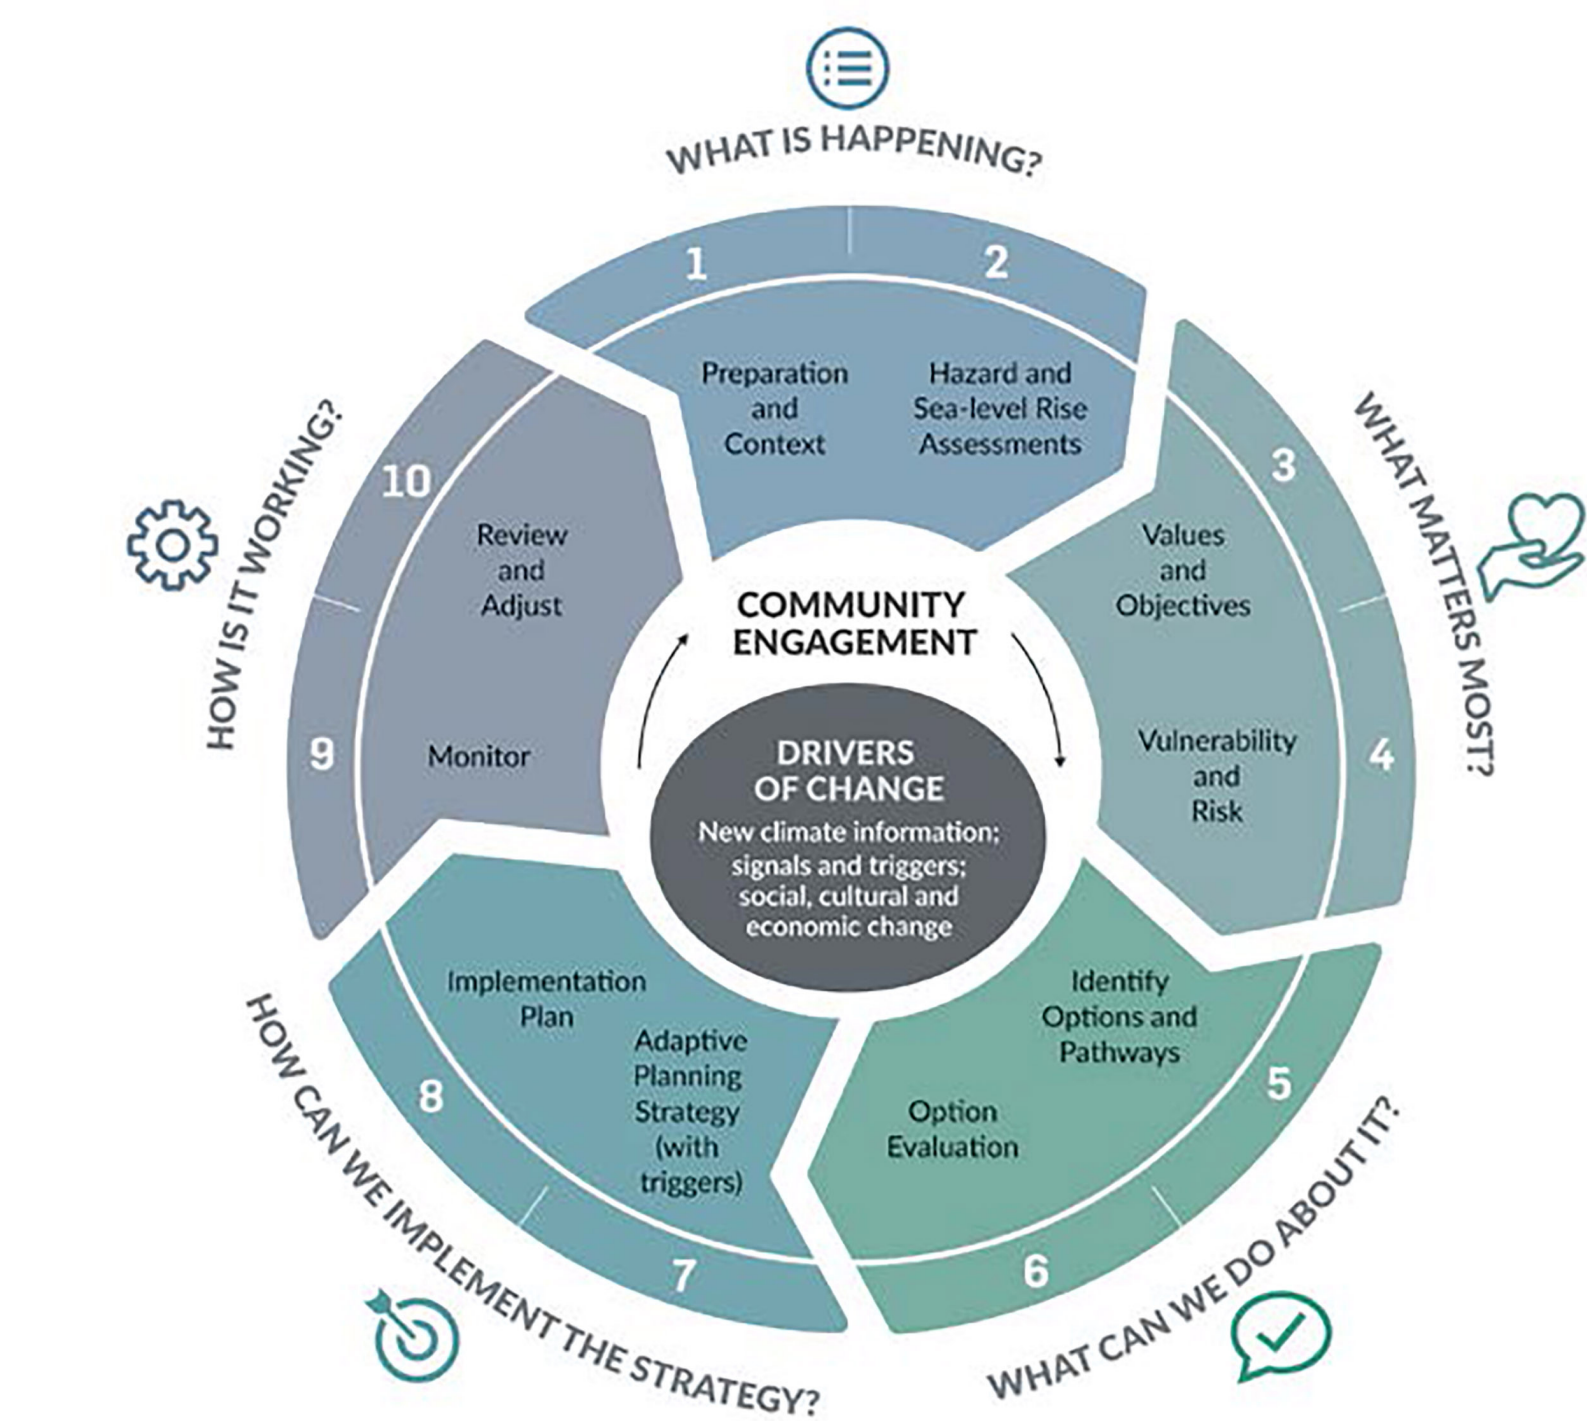 WHAT IS HAPPENING?
1
2
Preparation
and
Context
Hazard and
Sea-level Rise
Assessments
WHAT MATTERS MOST?
3
Values
and
Objectives
4
Vulnerability
and
Risk
WHAT CAN WE DO ABOUT IT?
5
Identify
Options and
Pathways
6
Option
Evaluation
HOW CAN WE IMPLEMENT THE STRATEGY?
7
Adaptive
Planning
Strategy
(with
triggers)
8
Implementation
Plan
HOW IS IT WORKING?
9
Monitor
10
Review
and
Adjust
COMMUNITY
ENGAGEMENT
DRIVERS
OF CHANGE
New climate information;
signals and triggers;
social, cultural and
economic change